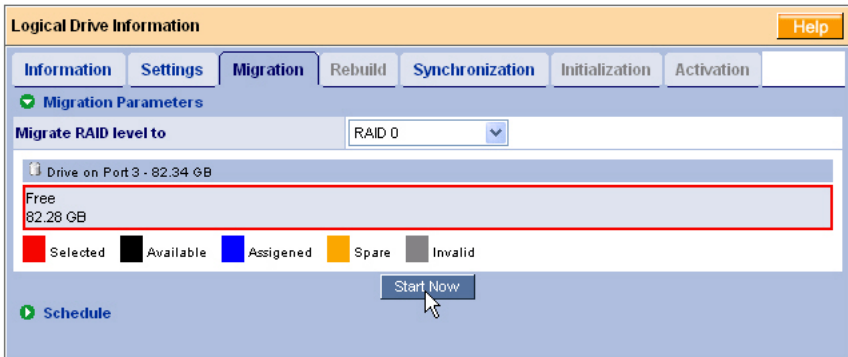 Logical Drive Information Help
Information Settings Migration Rebuild Synchronization Initialization Activation
Migration Parameters
Migrate RAID level to RAID 0
Drive on Port 3 - 82.34 GB
Free
82.28 GB
Selected Available Assigened Spare Invalid
Start Now
Schedule